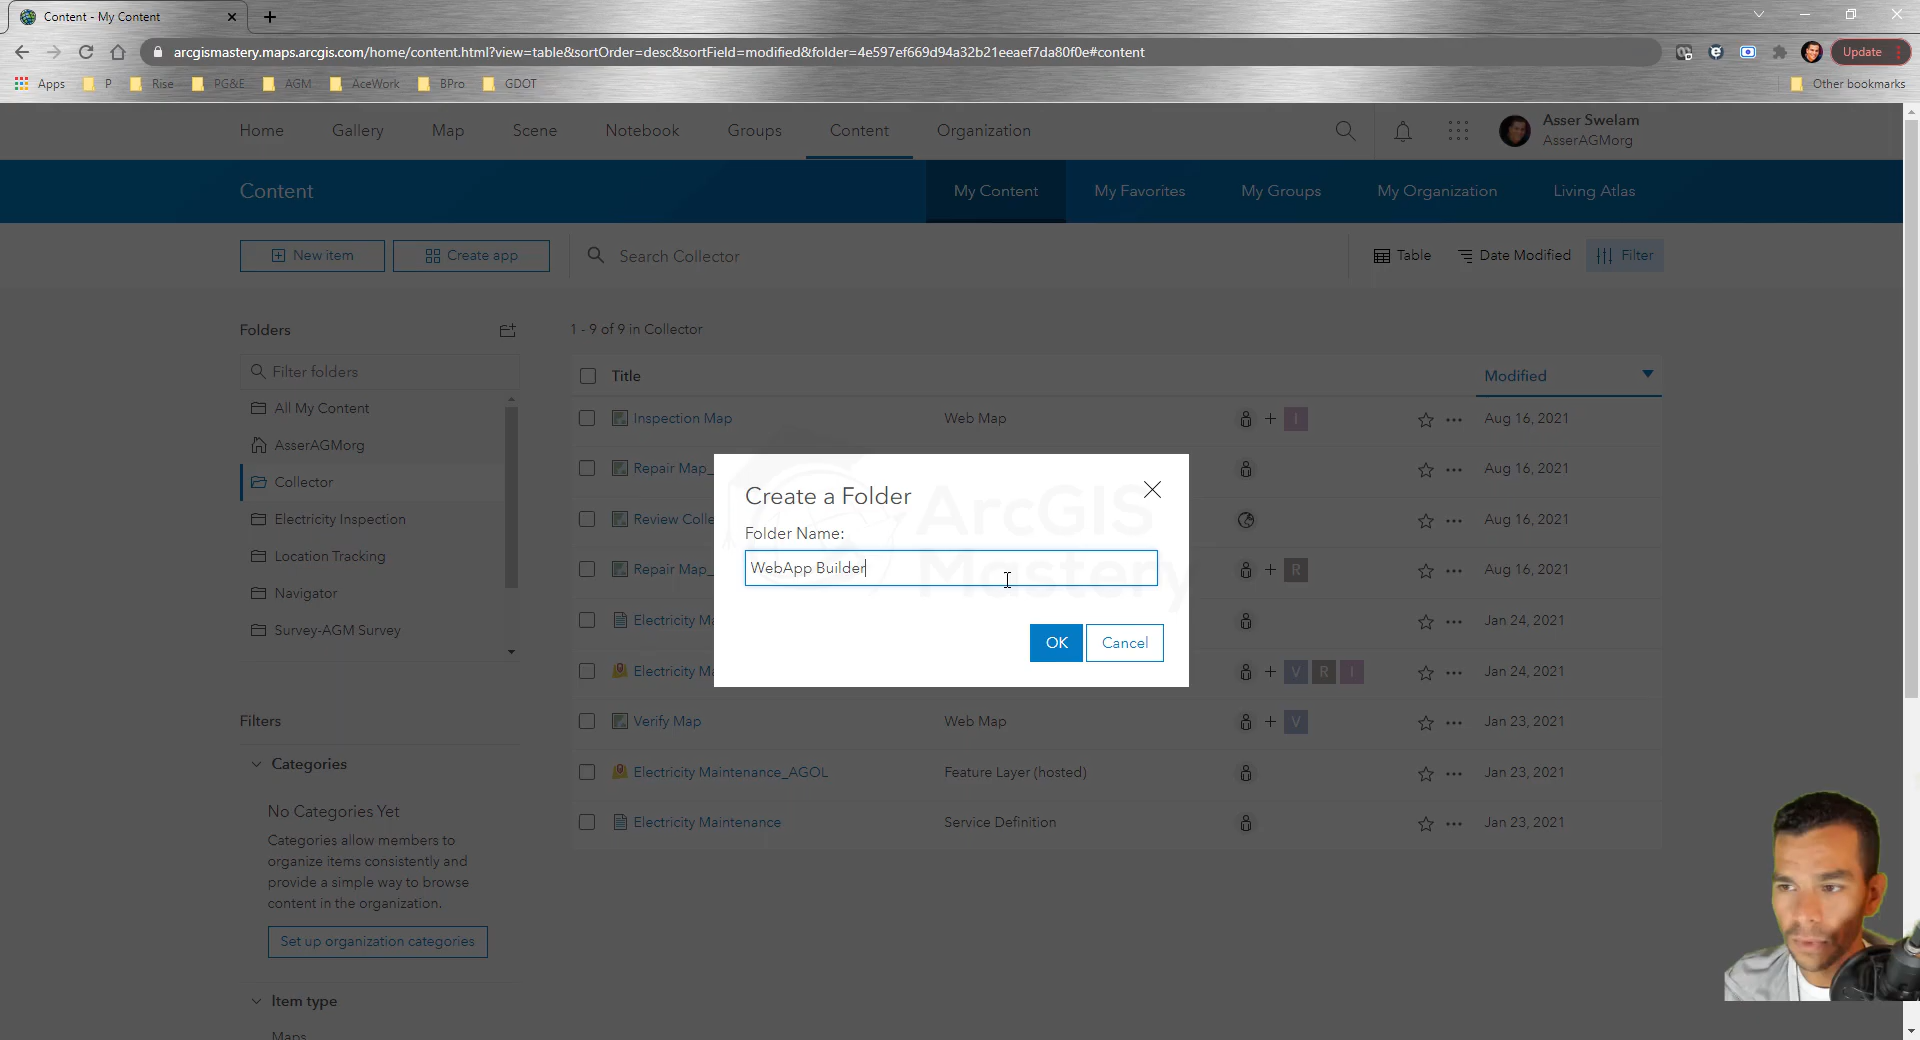 Content - My Content
arcgismastery.maps.arcgis.com/home/content.html?view=table&sortOrder=desc&sortField=modified&folder=4e597ef669d94a32b21eeaef7da80f0e#content
Update
Apps P Rise PG&E AGM AceWork BPro GDOT Other bookmarks
Home Gallery Map Scene Notebook Groups Content Organization
Asser Swelam
AsserAGMorg
Content My Content My Favorites My Groups My Organization Living Atlas
New item Create app Search Collector Table Date Modified Filter
Folders 1 - 9 of 9 in Collector
Filter folders
Title Modified
All My Content
Inspection Map Web Map + I Aug 16, 2021
AsserAGMorg
Repair Map_ Aug 16, 2021
Collector
Electricity Inspection
Review Colle Aug 16, 2021
Location Tracking
Repair Map_ + R Aug 16, 2021
Navigator
Electricity Ma Jan 24, 2021
Survey-AGM Survey
Electricity Ma + V R I Jan 24, 2021
Create a Folder
Folder Name:
WebApp Builder
OK Cancel
ArcGIS
Mastery
Filters
Verify Map Web Map + V Jan 23, 2021
Categories
Electricity Maintenance_AGOL Feature Layer (hosted) Jan 23, 2021
No Categories Yet
Electricity Maintenance Service Definition Jan 23, 2021
Categories allow members to
organize items consistently and
provide a simple way to browse
content in the organization.
Set up organization categories
Item type
Maps